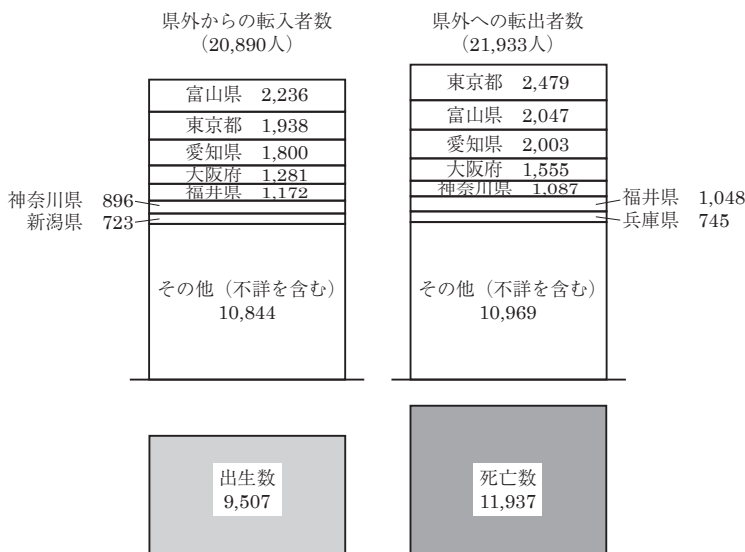 県外からの転入者数
（20,890人）
富山県　2,236
東京都　1,938
愛知県　1,800
大阪府　1,281
福井県　1,172
神奈川県　896
新潟県　723
その他（不詳を含む）
10,844
県外への転出者数
（21,933人）
東京都　2,479
富山県　2,047
愛知県　2,003
大阪府　1,555
神奈川県　1,087
福井県　1,048
兵庫県　745
その他（不詳を含む）
10,969
出生数
9,507
死亡数
11,937